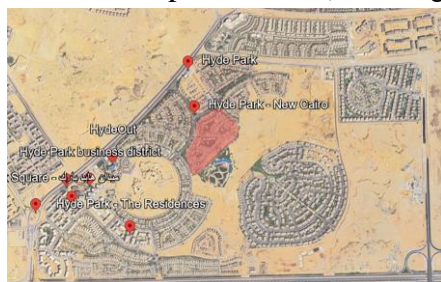 Hyde Park
Hyde Park - New Cairo
HydeOut
Hyde Park business district
Square -
Hyde Park - The Residences